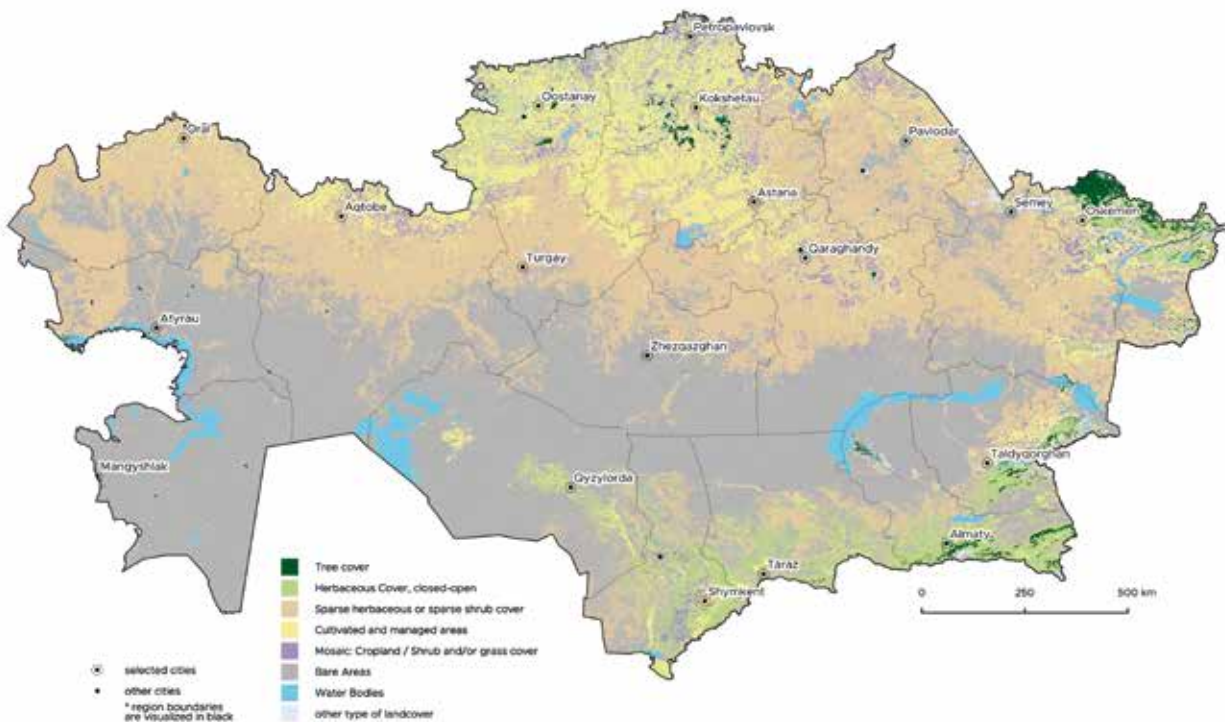 Petropavlovsk
Qostanay
Kokshetau
Oral
Pavlodar
Aqtobe
Astana
Semey
Oskemen
Qaraghandy
Turgay
Atyrau
Zhezqazghan
Mangyshlak
Taldyqorghan
Qyzylorda
Almaty
Taraz
Shymkent
Tree cover
Herbaceous Cover, closed-open
Sparse herbaceous or sparse shrub cover
Cultivated and managed areas
Mosaic: Cropland / Shrub and/or grass cover
Bare Areas
Water Bodies
other type of landcover
selected cities
other cities
* region boundaries
are visualized in black
0 250 500 km